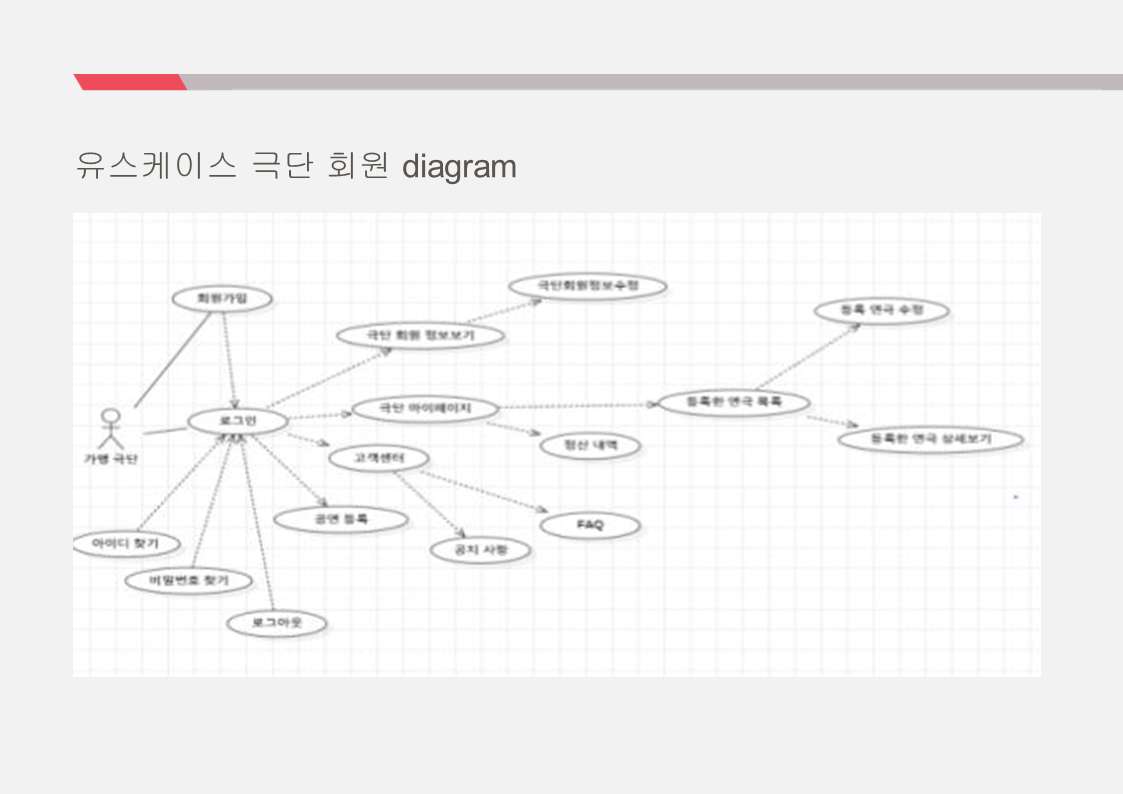 유스케이스 극단 회원 diagram
극단회원정보수정
회원가입
등록 연극 수정
극단 회원 정보보기
등록한 연극 목록
극단 마이페이지
로그인
등록한 연극 상세보기
정산 내역
고객센터
가맹 극단
공연 등록
FAQ
아이디 찾기
공지 사항
비밀번호 찾기
로그아웃